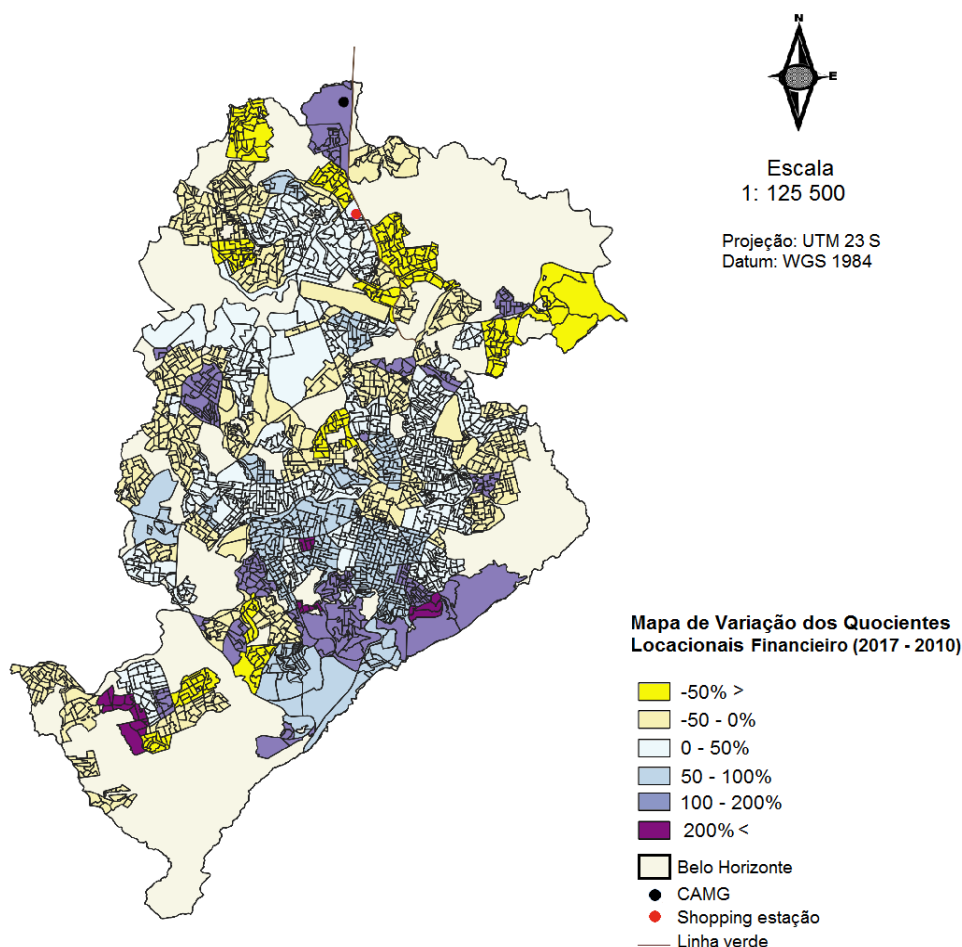 N
E
Escala
1: 125 500
Projeção: UTM 23 S
Datum: WGS 1984
Mapa de Variação dos Quocientes
Locacionais Financieiro (2017 - 2010)
-50% >
-50 - 0%
0 - 50%
50 - 100%
100 - 200%
200% <
Belo Horizonte
CAMG
Shopping estação
Linha verde